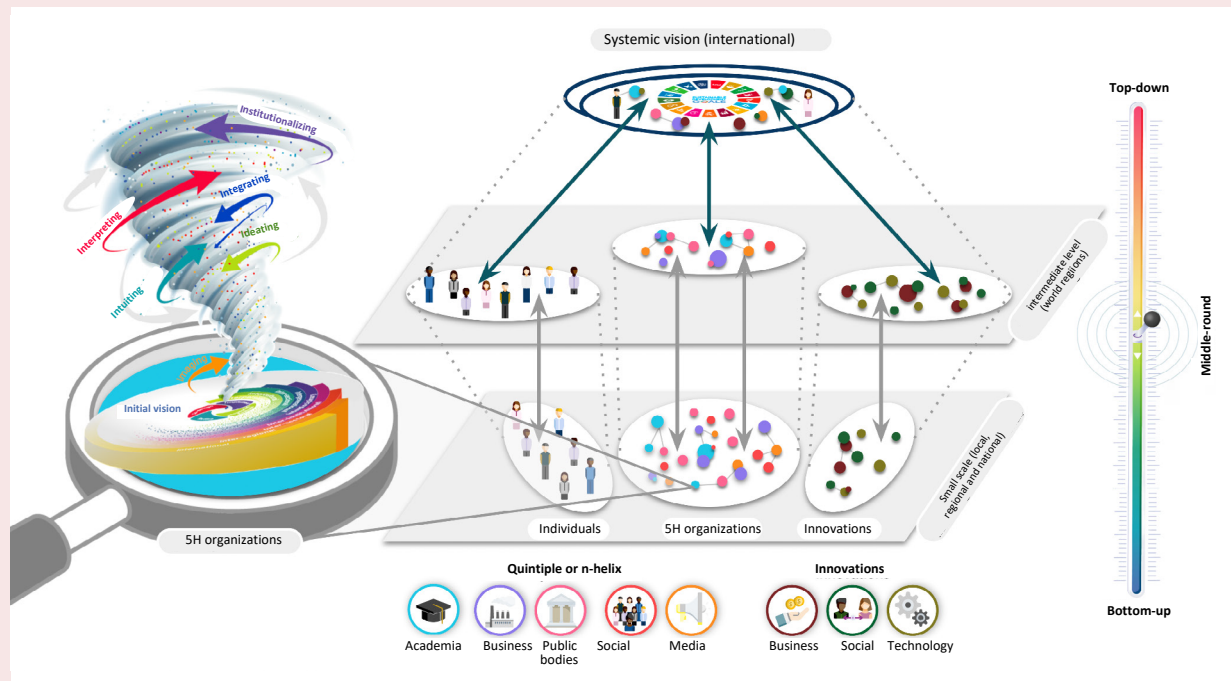 Systemic vision (international)
Top-down
Institutionalizing
Integrating
Interpreting
Ideating
Intuiting
Initial vision
Intermediate level
(world regiions)
Middle-round
Small scale (local,
regional and national)
5H organizations
Individuals
5H organizations
Innovations
Quintiple or n-helix
Innovations
Academia
Business
Public
bodies
Social
Media
Business
Social
Technology
Bottom-up